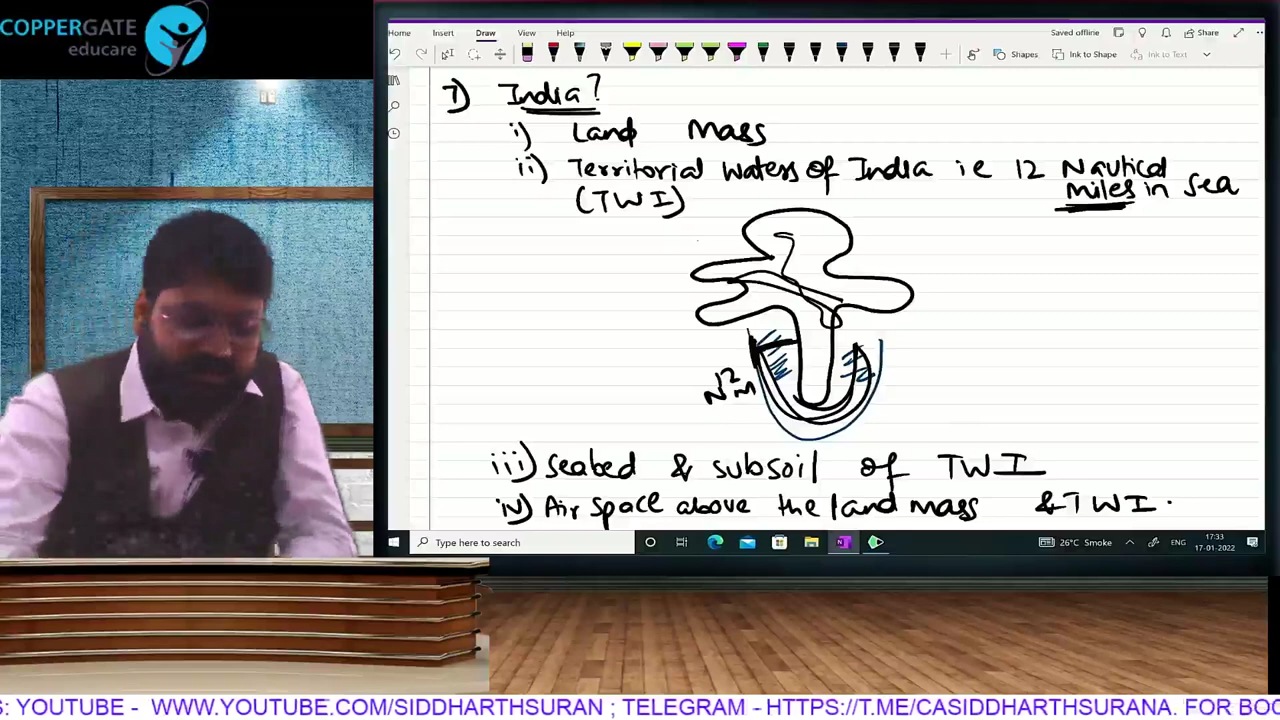 COPPERGATE
educare
Home Insert Draw View Help
Saved offline
Share
Shapes
Ink to Shape
Ink to Text
1) India?
i) Land Mass
ii) Territorial waters of India ie 12 Nautical
miles in sea
(TWI)
12
NM
iii) Seabed & subsoil of TWI
iv) Air space above the land mass & TWI.
Type here to search
26°C Smoke
ENG
17:33
17-01-2022
S: YOUTUBE - WWW.YOUTUBE.COM/SIDDHARTHSURAN ; TELEGRAM - HTTPS://T.ME/CASIDDHARTHSURANA. FOR BOO